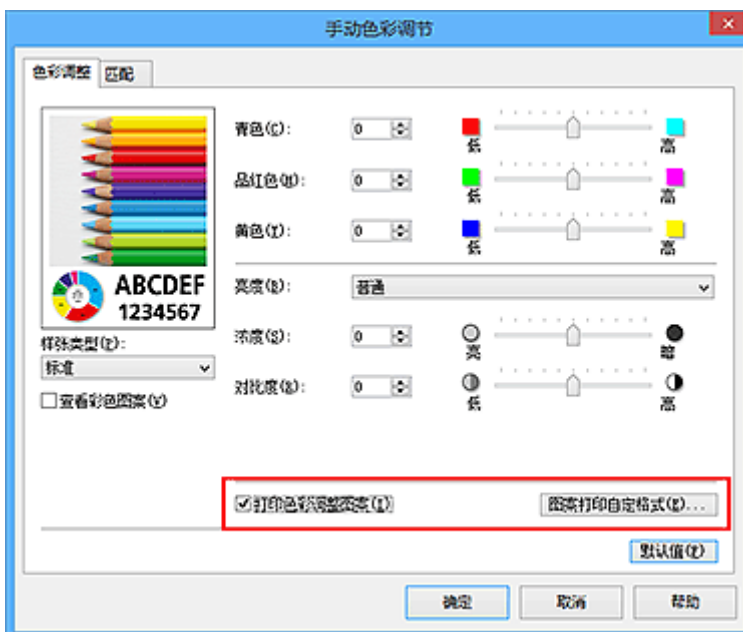 手动色彩调节
色彩调整 匹配
青色(C): 0 低 高
品红色(M): 0 低 高
黄色(Y): 0 低 高
ABCDEF
1234567
亮度(B): 普通
样张类型(P):
标准
浓度(S): 0 亮 暗
查看彩色图案(V)
对比度(R): 0 低 高
打印色彩调整图案(I) 图案打印自定格式(E)...
默认值(F)
确定 取消 帮助